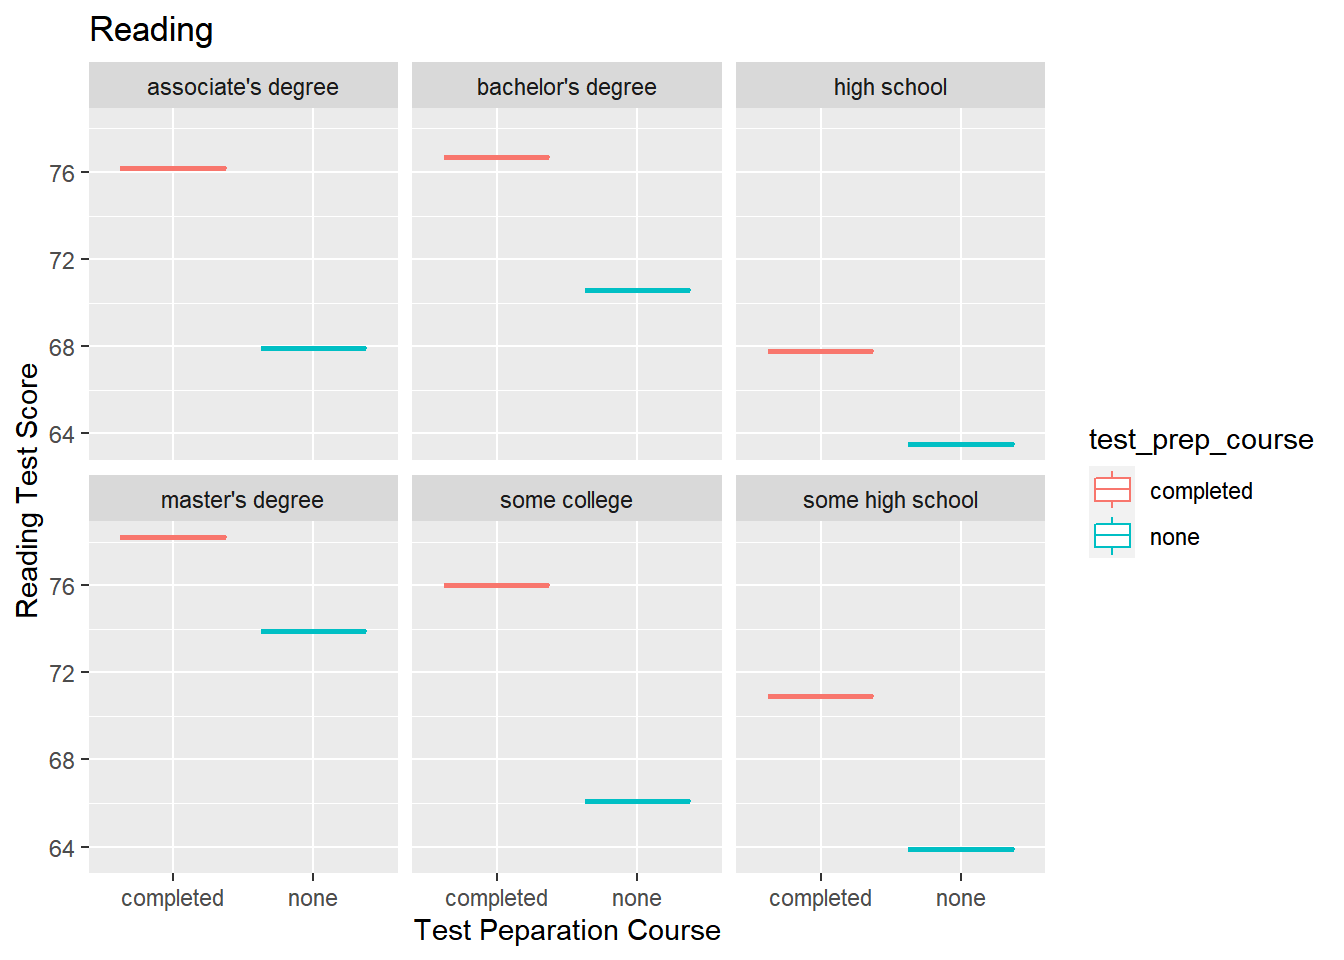 Reading
associate's degree
bachelor's degree
high school
76
72
68
64
master's degree
some college
some high school
76
72
68
64
completed none
completed none
completed none
Test Peparation Course
Reading Test Score
test_prep_course
completed
none